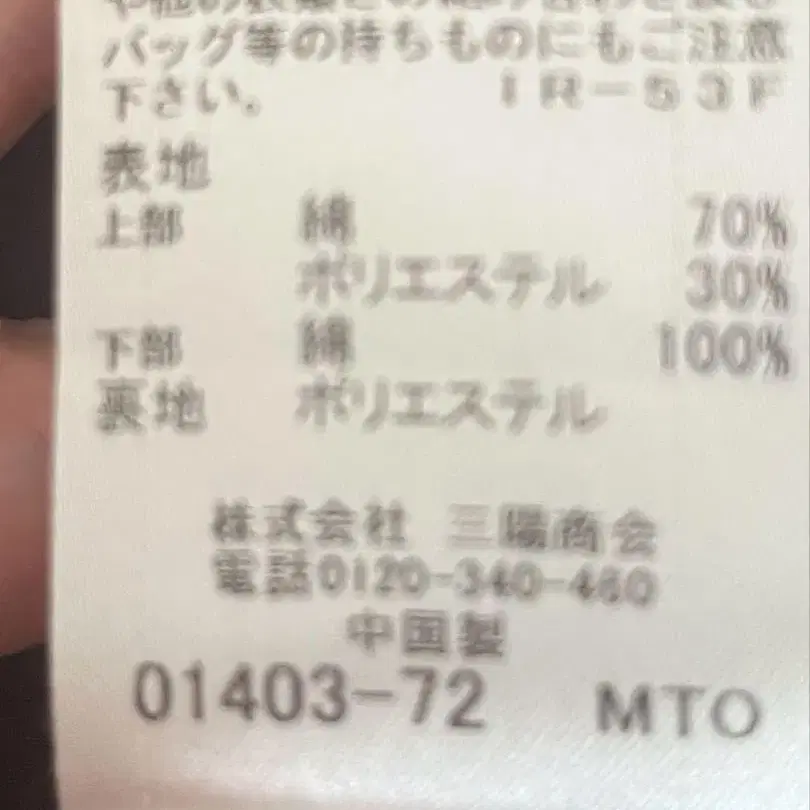 バッグ等の持ちものにもご注意
下さい。 IR-53F
表地
上部 綿 70%
ポリエステル 30%
下部 綿 100%
裏地 ポリエステル
株式会社 三陽商会
電話0120-340-460
中国製
01403-72 MTO